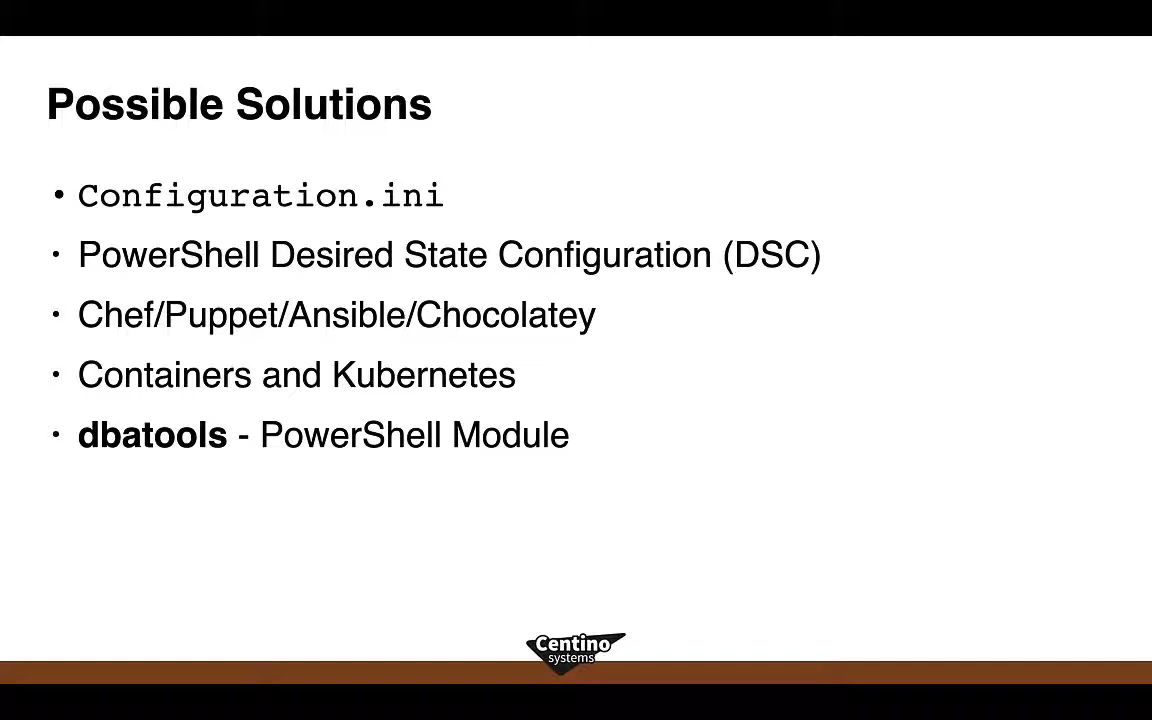 Possible Solutions
• Configuration.ini
• PowerShell Desired State Configuration (DSC)
• Chef/Puppet/Ansible/Chocolatey
• Containers and Kubernetes
• dbatools - PowerShell Module
Centino
systems